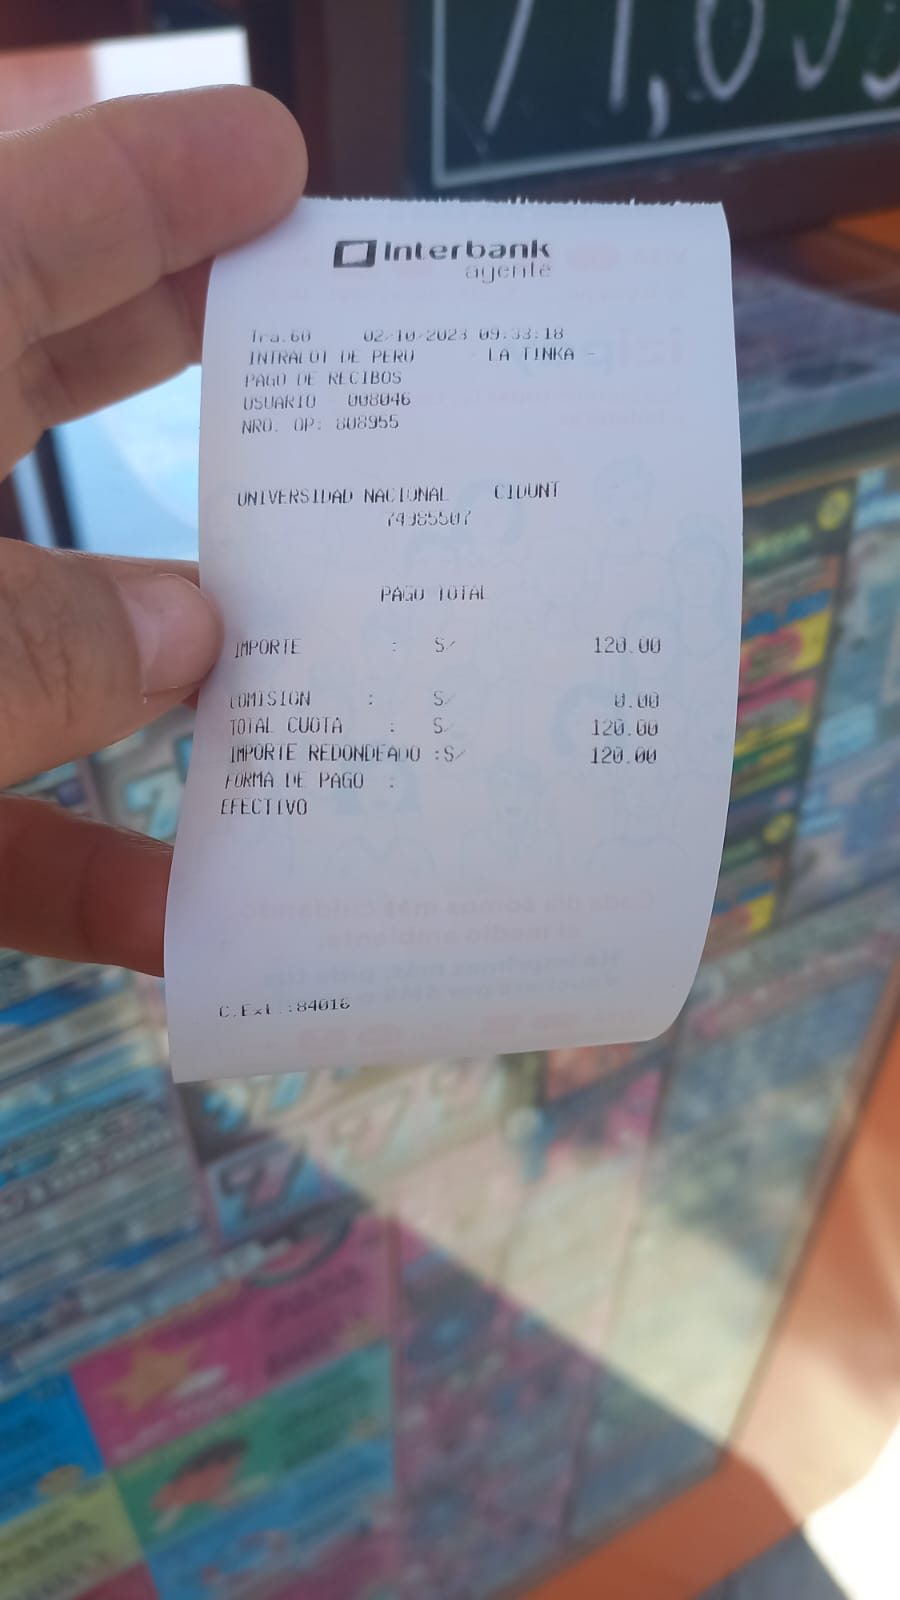 Interbank
agente
Tra.60 02-10-2023 09:33:18
INTRALOT DE PERU LA TINKA -
PAGO DE RECIBOS
USUARIO 008046
NRO. OP: 808955
UNIVERSIDAD NACIONAL CIDUNT
74985507
PAGO TOTAL
IMPORTE : S/ 120.00
COMISION : S/ 0.00
TOTAL CUOTA : S/ 120.00
IMPORTE REDONDEADO :S/ 120.00
FORMA DE PAGO :
EFECTIVO
C.Ext.:84016